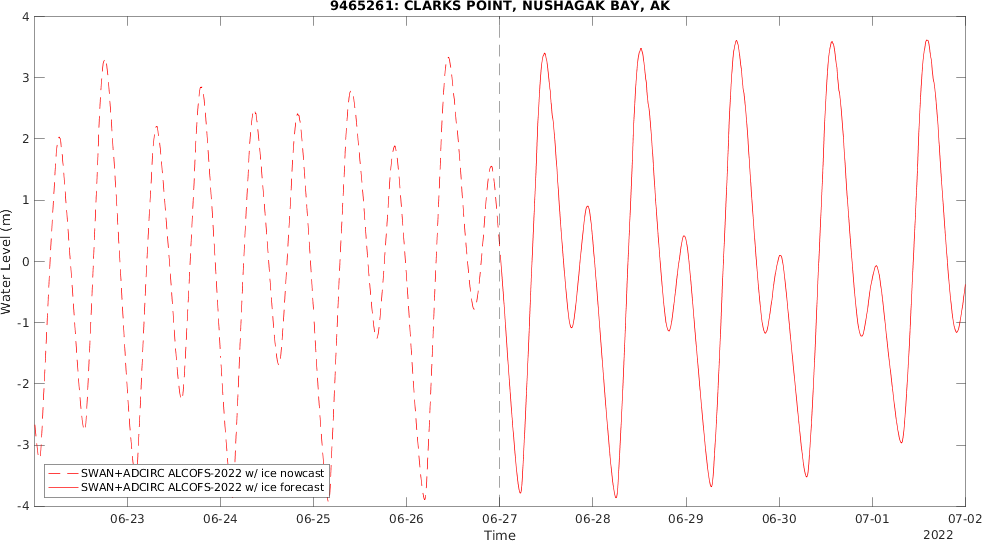 9465261: CLARKS POINT, NUSHAGAK BAY, AK
Water Level (m)
4
3
2
1
0
-1
-2
-3
-4
SWAN+ADCIRC ALCOFS-2022 w/ ice nowcast
SWAN+ADCIRC ALCOFS-2022 w/ ice forecast
06-23 06-24 06-25 06-26 06-27 06-28 06-29 06-30 07-01 07-02
Time
2022